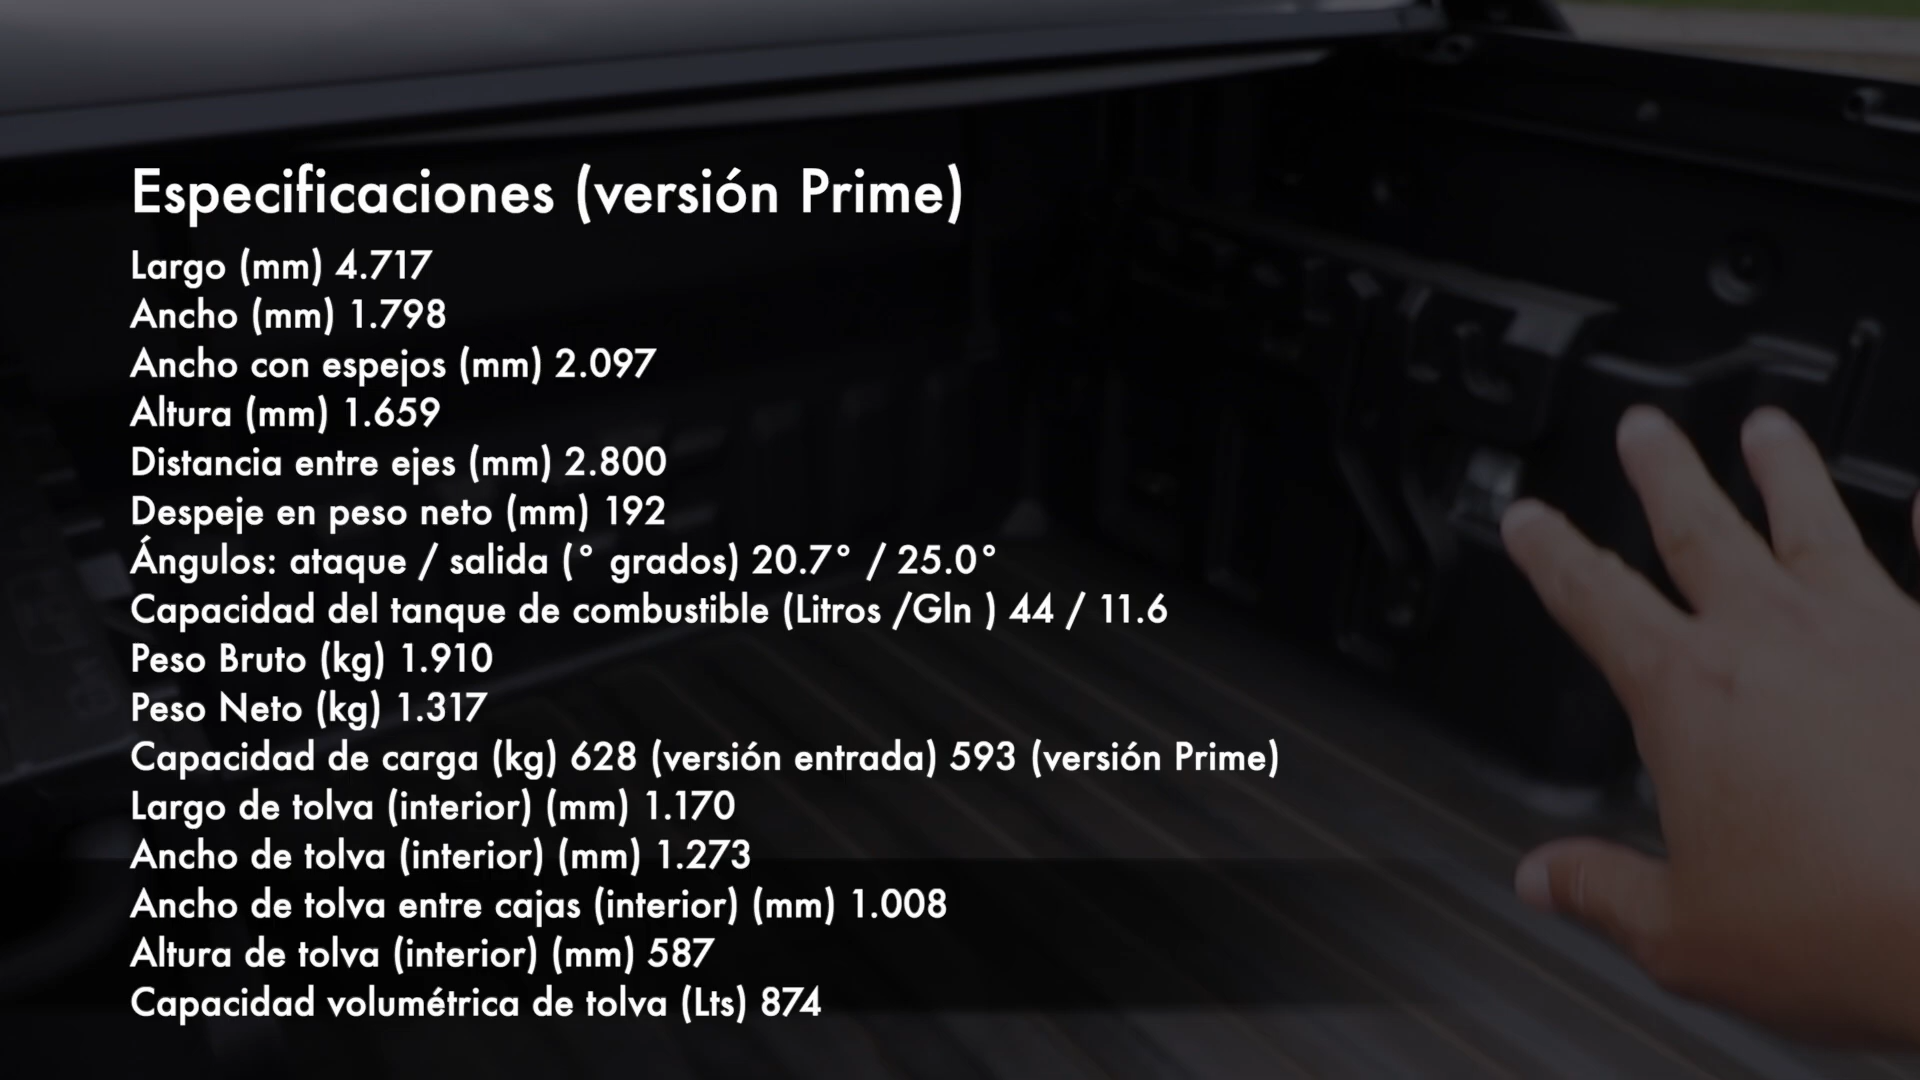 Especificaciones (versión Prime)
Largo (mm) 4.717
Ancho (mm) 1.798
Ancho con espejos (mm) 2.097
Altura (mm) 1.659
Distancia entre ejes (mm) 2.800
Despeje en peso neto (mm) 192
Ángulos: ataque / salida (° grados) 20.7° / 25.0°
Capacidad del tanque de combustible (Litros /Gln ) 44 / 11.6
Peso Bruto (kg) 1.910
Peso Neto (kg) 1.317
Capacidad de carga (kg) 628 (versión entrada) 593 (versión Prime)
Largo de tolva (interior) (mm) 1.170
Ancho de tolva (interior) (mm) 1.273
Ancho de tolva entre cajas (interior) (mm) 1.008
Altura de tolva (interior) (mm) 587
Capacidad volumétrica de tolva (Lts) 874